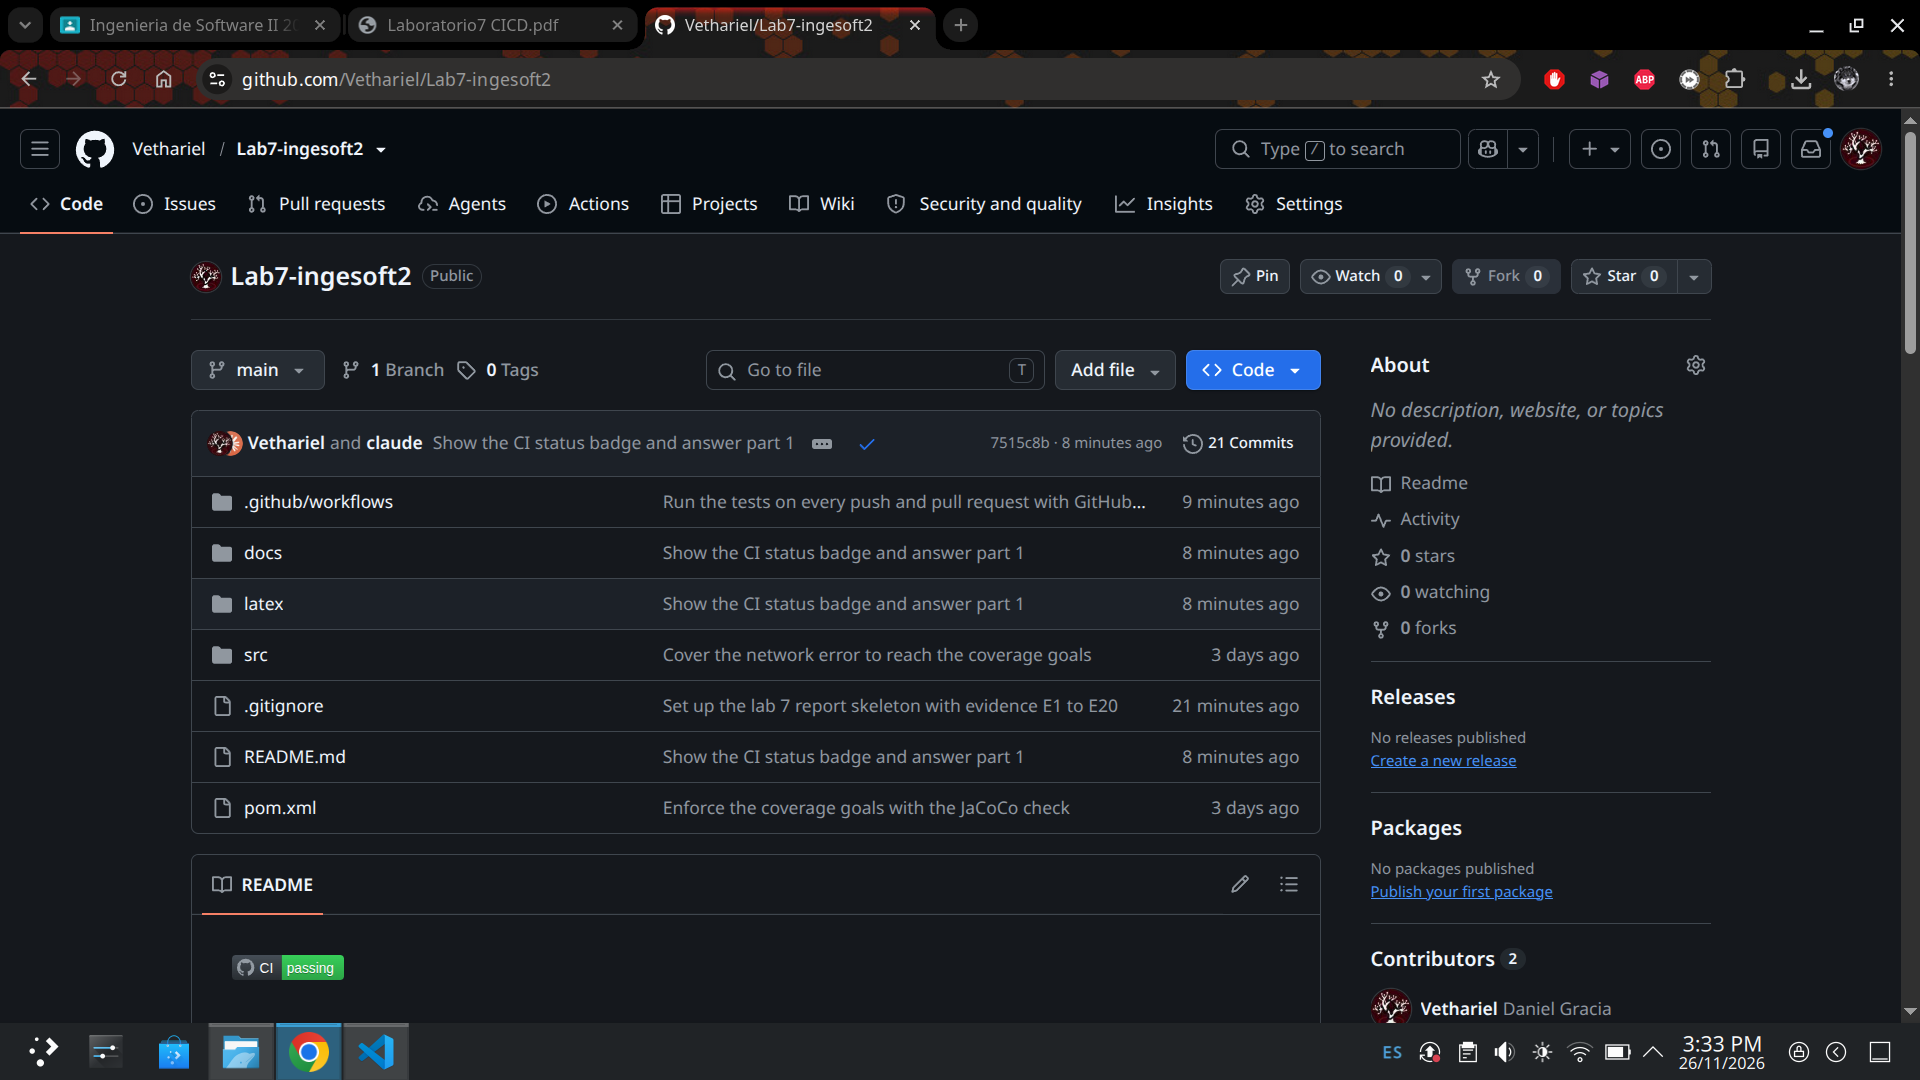 Ingenieria de Software II 20
Laboratorio7 CICD.pdf
Vethariel/Lab7-ingesoft2
github.com/Vethariel/Lab7-ingesoft2
ABP
Vethariel / Lab7-ingesoft2
Type / to search
Code
Issues
Pull requests
Agents
Actions
Projects
Wiki
Security and quality
Insights
Settings
Lab7-ingesoft2 Public
Pin
Watch 0
Fork 0
Star 0
main
1 Branch
0 Tags
Go to file T
Add file
Code
Vethariel and claude Show the CI status badge and answer part 1 7515c8b · 8 minutes ago 21 Commits
.github/workflows Run the tests on every push and pull request with GitHub... 9 minutes ago
docs Show the CI status badge and answer part 1 8 minutes ago
latex Show the CI status badge and answer part 1 8 minutes ago
src Cover the network error to reach the coverage goals 3 days ago
.gitignore Set up the lab 7 report skeleton with evidence E1 to E20 21 minutes ago
README.md Show the CI status badge and answer part 1 8 minutes ago
pom.xml Enforce the coverage goals with the JaCoCo check 3 days ago
README
CI passing
About
No description, website, or topics
provided.
Readme
Activity
0 stars
0 watching
0 forks
Releases
No releases published
Create a new release
Packages
No packages published
Publish your first package
Contributors 2
Vethariel Daniel Gracia
ES
3:33 PM
26/11/2026